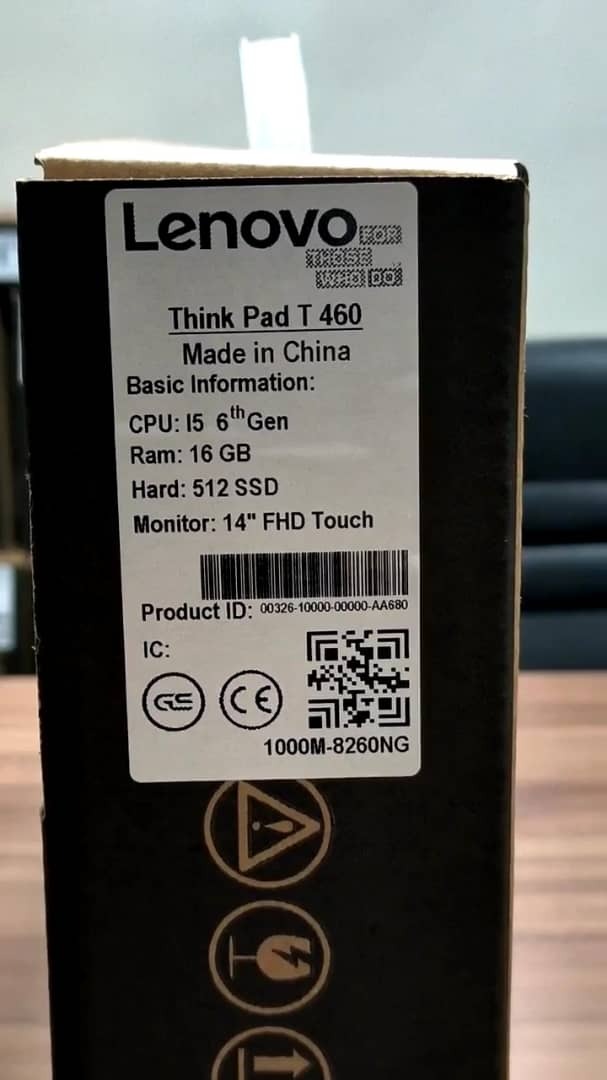 Lenovo
FOR
THOSE
WHO DO
Think Pad T 460
Made in China
Basic Information:
CPU: I5 6th Gen
Ram: 16 GB
Hard: 512 SSD
Monitor: 14" FHD Touch
Product ID: 00326-10000-00000-AA680
IC:
GS CE
1000M-8260NG